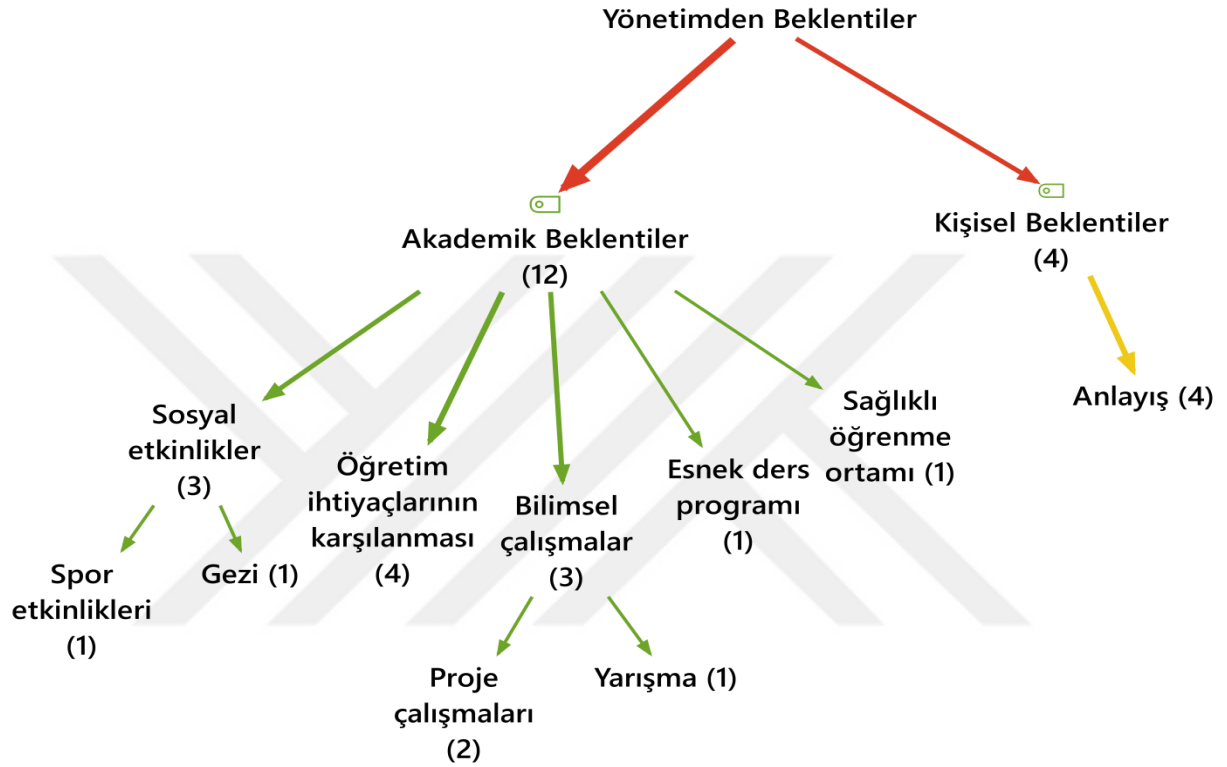 Yönetimden Beklentiler
Akademik Beklentiler
(12)
Kişisel Beklentiler
(4)
Sosyal
etkinlikler
(3)
Öğretim
ihtiyaçlarının
karşılanması
(4)
Bilimsel
çalışmalar
(3)
Esnek ders
programı
(1)
Sağlıklı
öğrenme
ortamı (1)
Anlayış (4)
Spor
etkinlikleri
(1)
Gezi (1)
Proje
çalışmaları
(2)
Yarışma (1)